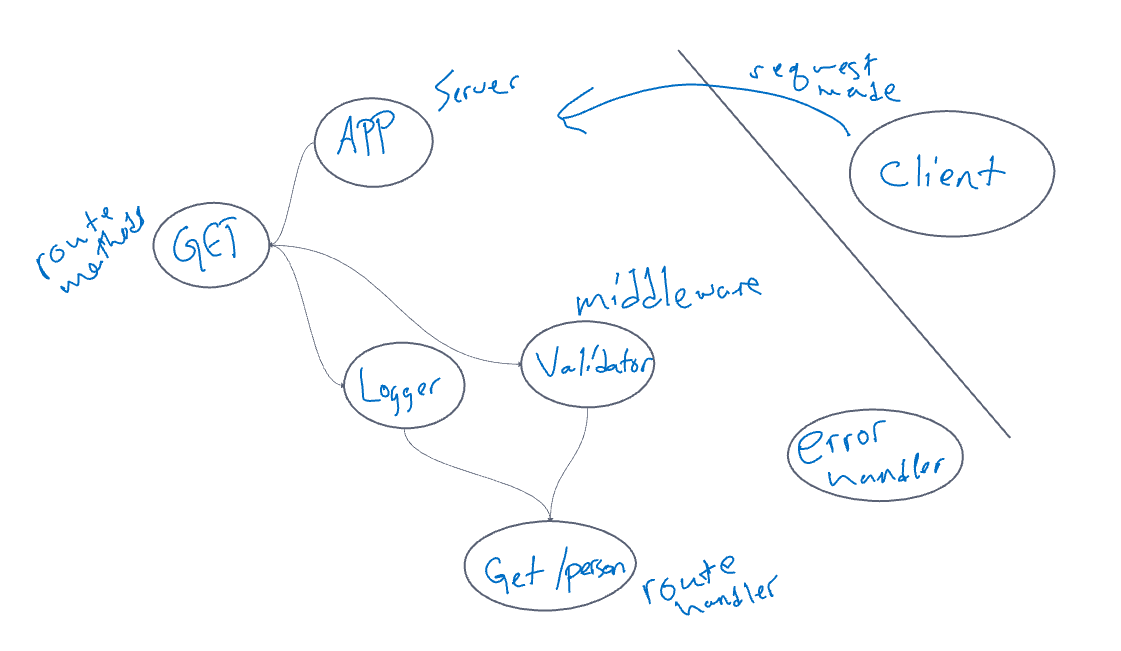 Server
request
made
APP
Client
route
methods
GET
middleware
Validator
Logger
error
handler
Get /person
route
handler